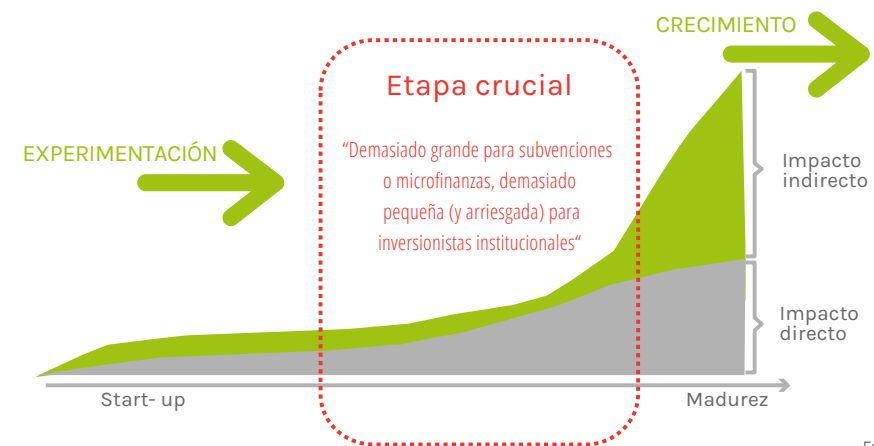 CRECIMIENTO
Etapa crucial
EXPERIMENTACIÓN
“Demasiado grande para subvenciones
o microfinanzas, demasiado
pequeña (y arriesgada) para
inversionistas institucionales“
Impacto
indirecto
Impacto
directo
Start- up
Madurez